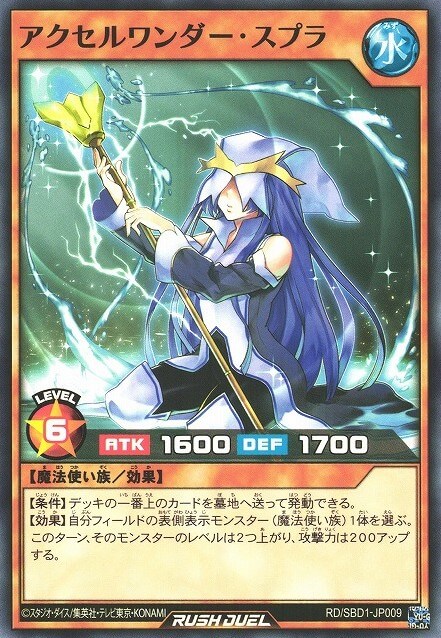 アクセルワンダー・スプラ
みず
水
LEVEL
6
ATK 1600 DEF 1700
【魔法使い族／効果】
【条件】デッキの一番上のカードを墓地へ送って発動できる。
【効果】自分フィールドの表側表示モンスター（魔法使い族）1体を選ぶ。
このターン、そのモンスターのレベルは2つ上がり、攻撃力は200アップ
する。
©スタジオ・ダイス/集英社・テレビ東京・KONAMI
RUSH DUEL
RD/SBD1-JP009